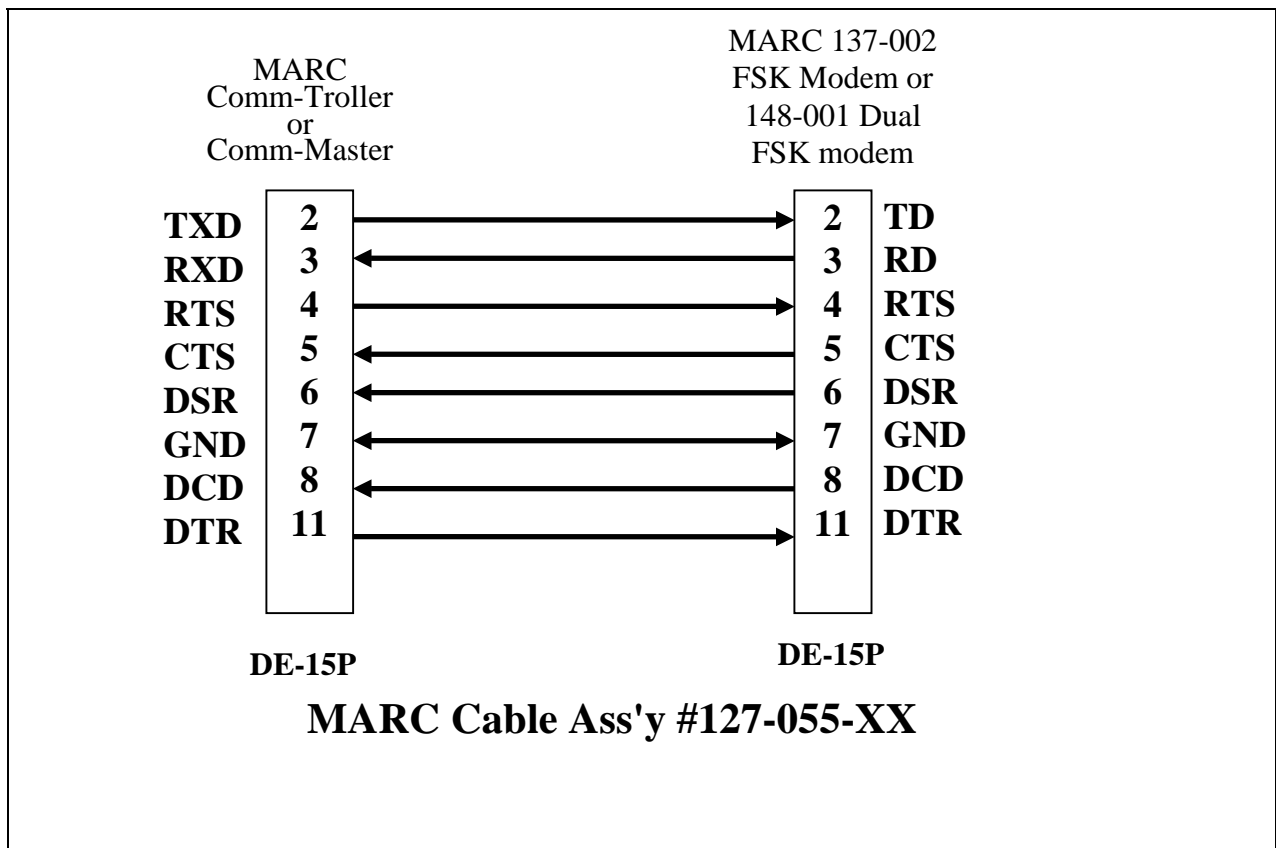 MARC
Comm-Troller
or
Comm-Master
MARC 137-002
FSK Modem or
148-001 Dual
FSK modem
TXD 2 2 TD
RXD 3 3 RD
RTS 4 4 RTS
CTS 5 5 CTS
DSR 6 6 DSR
GND 7 7 GND
DCD 8 8 DCD
DTR 11 11 DTR
DE-15P DE-15P
MARC Cable Ass'y #127-055-XX